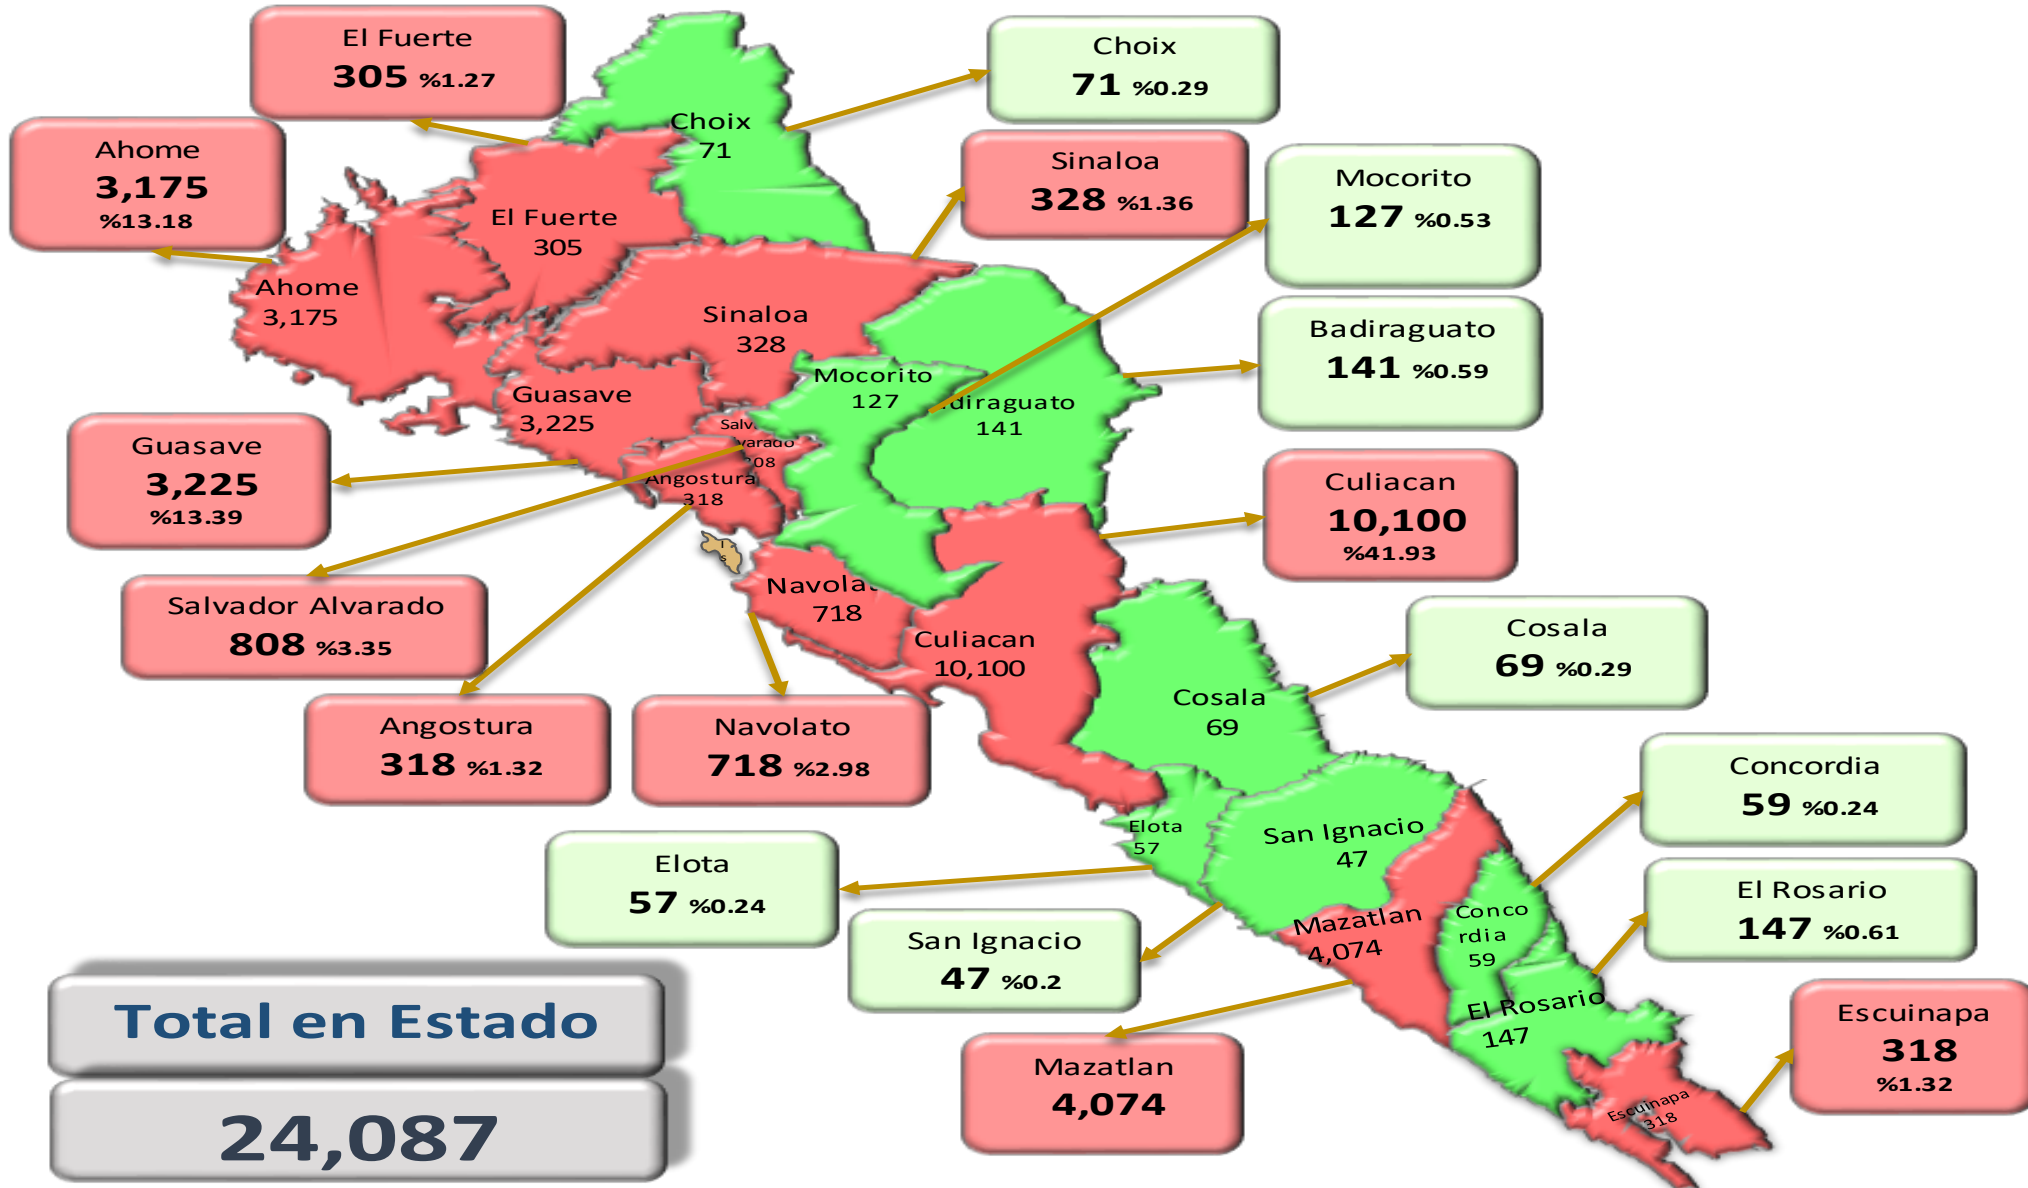 El Fuerte
305 %1.27
Choix
71 %0.29
Ahome
3,175
%13.18
Sinaloa
328 %1.36
Mocorito
127 %0.53
Badiraguato
141 %0.59
Guasave
3,225
%13.39
Culiacan
10,100
%41.93
Salvador Alvarado
808 %3.35
Angostura
318 %1.32
Navolato
718 %2.98
Cosala
69 %0.29
Concordia
59 %0.24
Elota
57 %0.24
El Rosario
147 %0.61
San Ignacio
47 %0.2
Mazatlan
4,074
Escuinapa
318
%1.32
Choix
71
El Fuerte
305
Ahome
3,175
Sinaloa
328
Mocorito
127
diraguato
141
Guasave
3,225
Salv
varado
08
Angostura
318
Navolat
718
Culiacan
10,100
Cosala
69
Elota
57
San Ignacio
47
Mazatlan
4,074
Conco
rdia
59
El Rosario
147
Escuinapa
318
Total en Estado
24,087